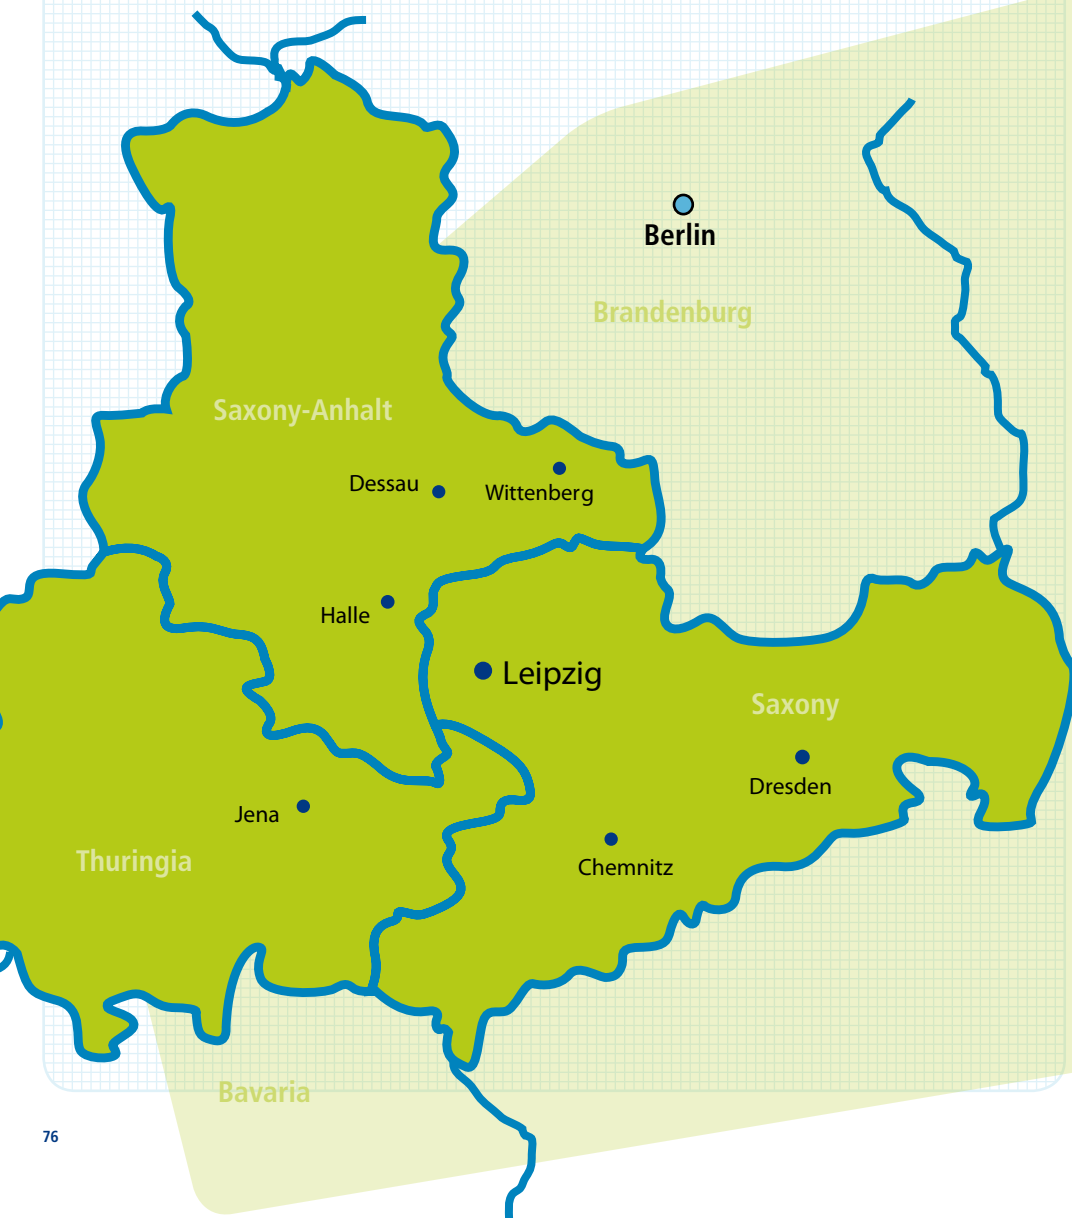 Berlin
Brandenburg
Saxony-Anhalt
Dessau
Wittenberg
Halle
Leipzig
Saxony
Dresden
Jena
Thuringia
Chemnitz
Bavaria
76